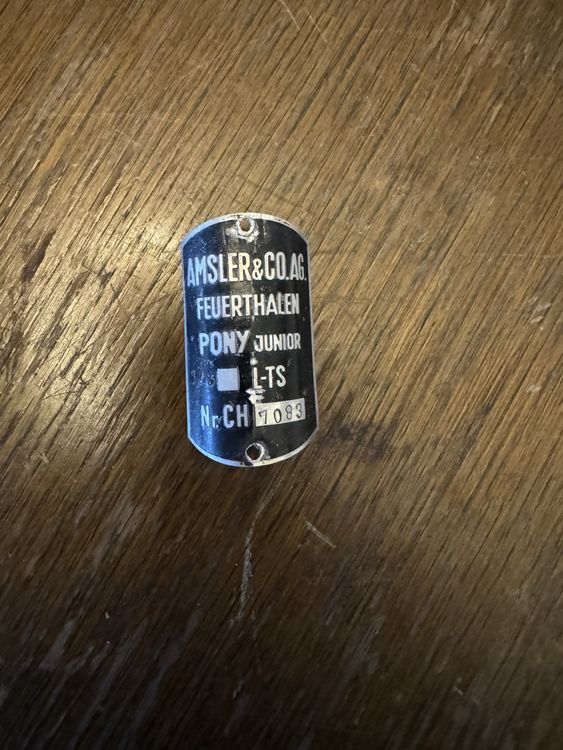 AMSLER&CO.AG.
FEUERTHALEN
PONY JUNIOR
L-TS
Nr. CH 7083